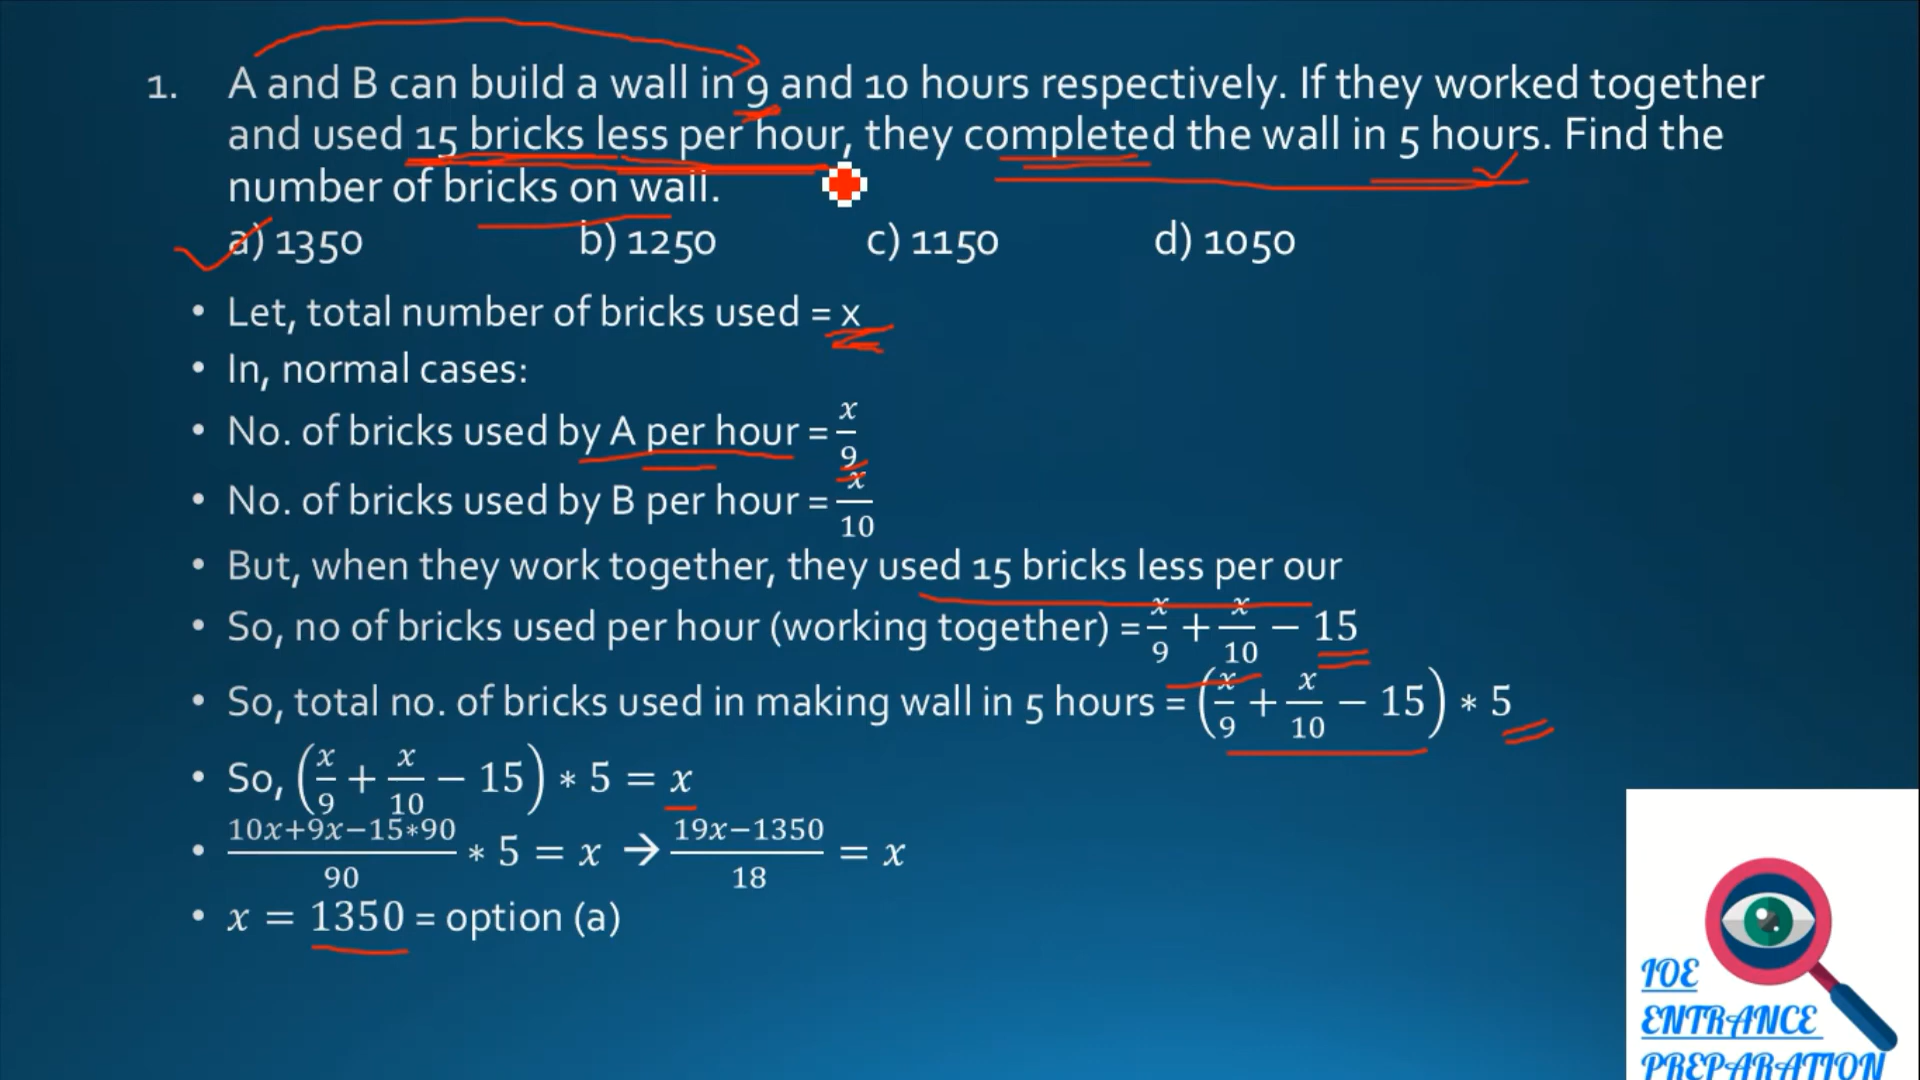 1. A and B can build a wall in 9 and 10 hours respectively. If they worked together
and used 15 bricks less per hour, they completed the wall in 5 hours. Find the
number of bricks on wall.
a) 1350 b) 1250 c) 1150 d) 1050
• Let, total number of bricks used = x
• In, normal cases:
• No. of bricks used by A per hour = x/9
• No. of bricks used by B per hour = x/10
• But, when they work together, they used 15 bricks less per our
• So, no of bricks used per hour (working together) = x/9 + x/10 − 15
• So, total no. of bricks used in making wall in 5 hours = (x/9 + x/10 − 15) ∗ 5
• So, (x/9 + x/10 − 15) ∗ 5 = x
• (10x+9x−15∗90)/90 ∗ 5 = x → (19x−1350)/18 = x
• x = 1350 = option (a)
IOE
ENTRANCE
PREPARATION